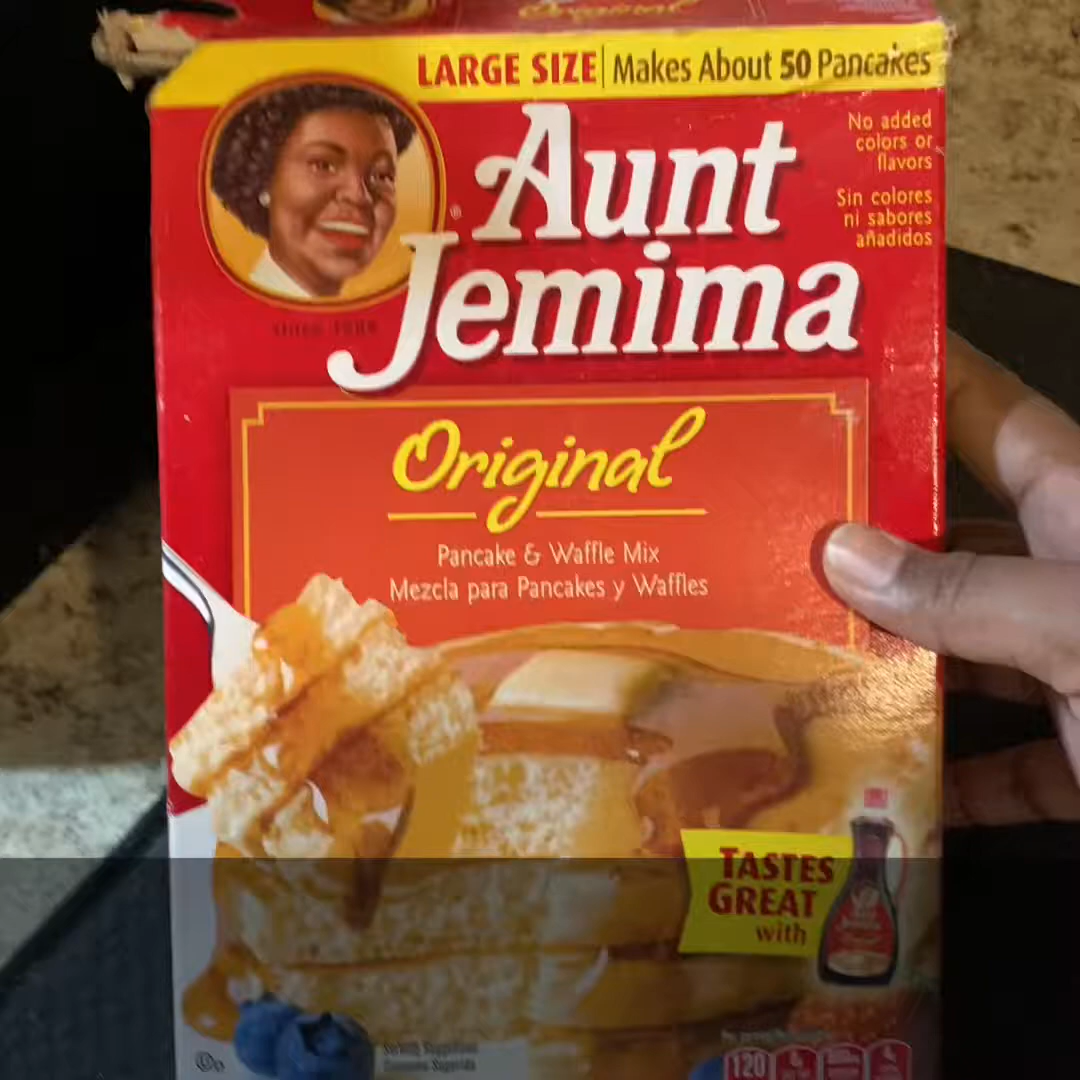 Original
LARGE SIZE | Makes About 50 Pancakes
No added
colors or
flavors
Sin colores
ni sabores
añadidos
Aunt
Jemima
®
Original
Pancake & Waffle Mix
Mezcla para Pancakes y Waffles
TASTES
GREAT
with
120